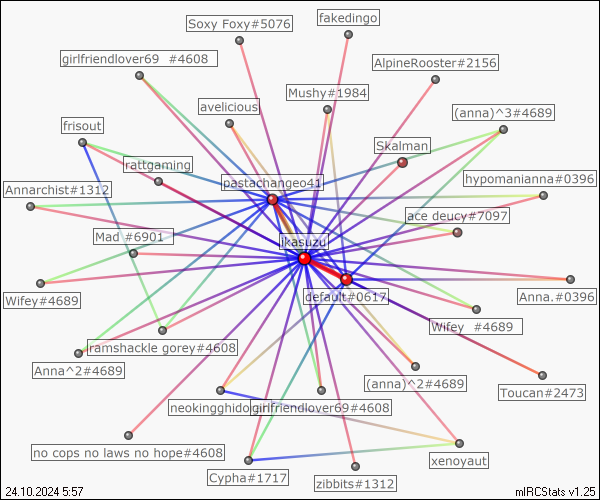 Soxy Foxy#5076
fakedingo
girlfriendlover69 #4608
AlpineRooster#2156
Mushy#1984
avelicious
(anna)^3#4689
frisout
Skalman
rattgaming
pastachangeo41
hypomanianna#0396
Annarchist#1312
ace deucy#7097
Mad #6901
ikasuzu
Wifey#4689
default#0617
Anna.#0396
Wifey #4689
ramshackle gorey#4608
Anna^2#4689
(anna)^2#4689
Toucan#2473
neokingghido
girlfriendlover69#4608
no cops no laws no hope#4608
xenoyaut
Cypha#1717
zibbits#1312
24.10.2024 5:57
mIRCStats v1.25